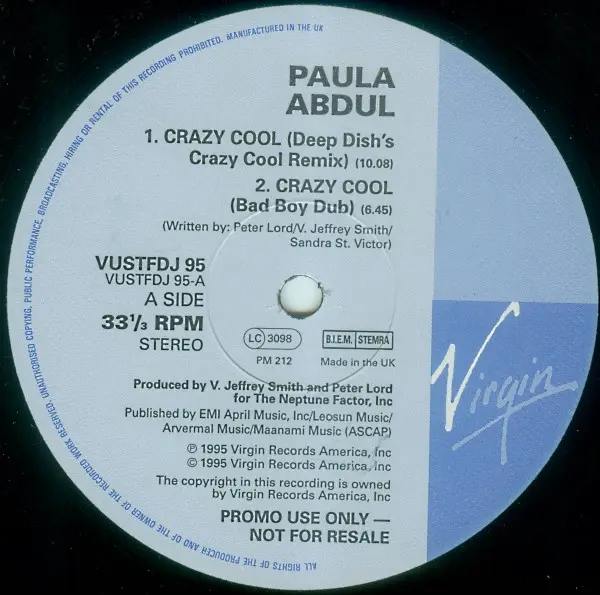 PAULA
ABDUL
1. CRAZY COOL (Deep Dish's
Crazy Cool Remix) (10.08)
2. CRAZY COOL
(Bad Boy Dub) (6.45)
(Written by: Peter Lord/V. Jeffrey Smith/
Sandra St. Victor)
VUSTFDJ 95
VUSTFDJ 95-A
A SIDE
33⅓ RPM
STEREO
LC 3098
B.I.E.M. STEMRA
PM 212
Made in the UK
Virgin
Produced by V. Jeffrey Smith and Peter Lord
for The Neptune Factor, Inc
Published by EMI April Music, Inc/Leosun Music/
Arvermal Music/Maanami Music (ASCAP)
℗ 1995 Virgin Records America, Inc
© 1995 Virgin Records America, Inc
The copyright in this recording is owned
by Virgin Records America, Inc
PROMO USE ONLY —
NOT FOR RESALE
ALL RIGHTS OF THE PRODUCER AND OF THE OWNER OF THE RECORDED WORK RESERVED. UNAUTHORISED COPYING, PUBLIC PERFORMANCE, BROADCASTING, HIRING OR RENTAL OF THIS RECORDING PROHIBITED. MANUFACTURED IN THE UK